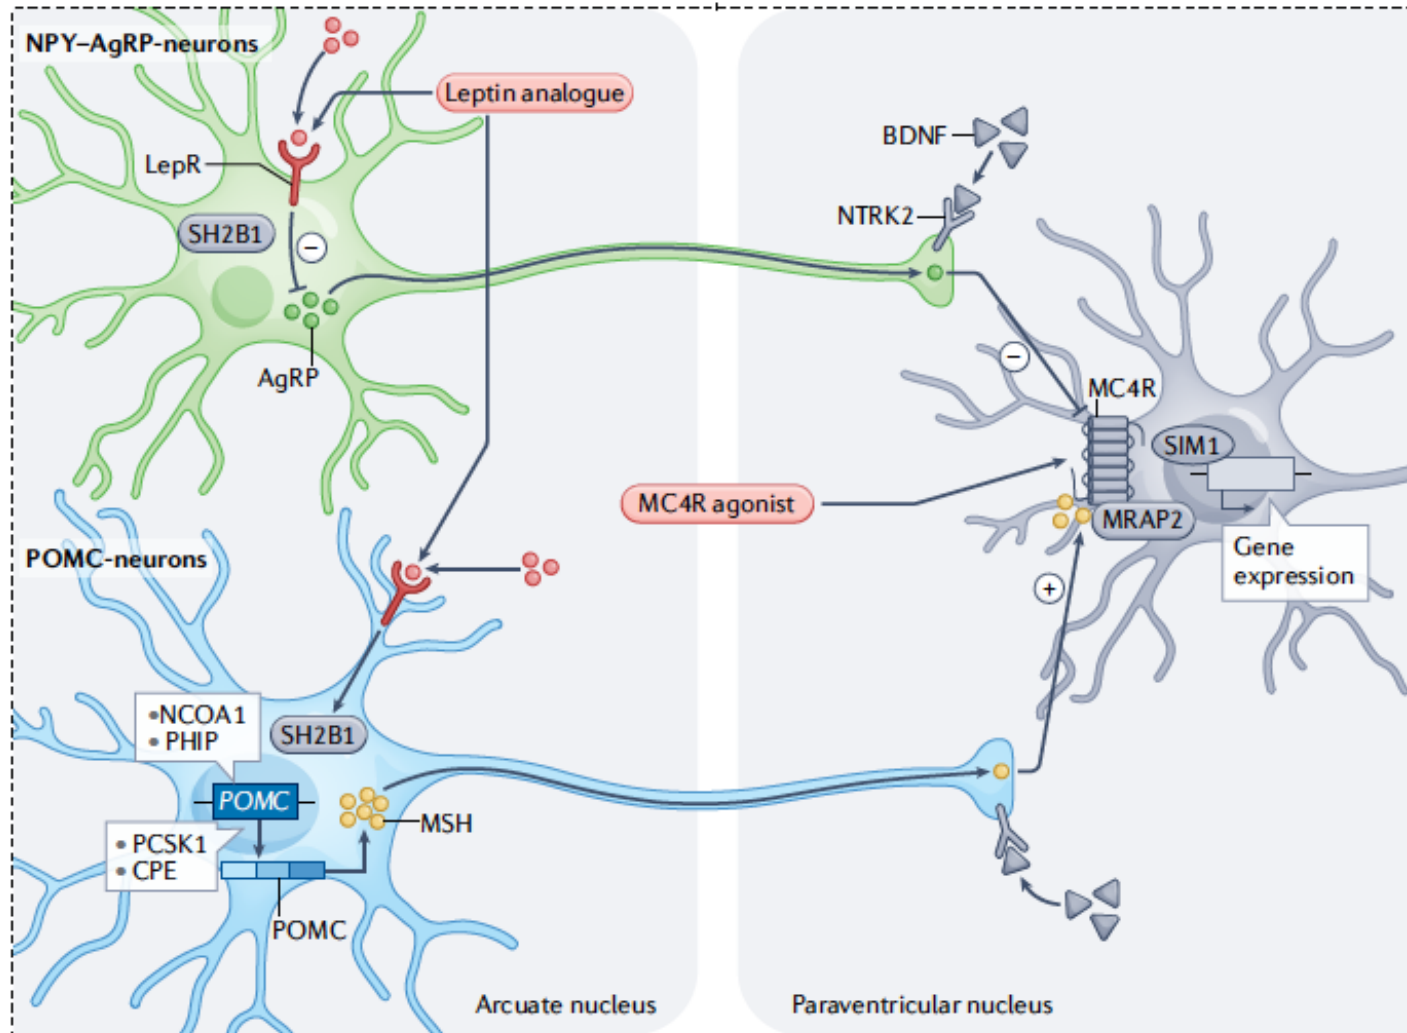 NPY–AgRP-neurons
Leptin analogue
LepR
SH2B1
−
AgRP
BDNF
NTRK2
−
MC4R
SIM1
MC4R agonist
MRAP2
Gene
expression
+
POMC-neurons
•NCOA1
• PHIP
SH2B1
POMC
MSH
• PCSK1
• CPE
POMC
Arcuate nucleus
Paraventricular nucleus